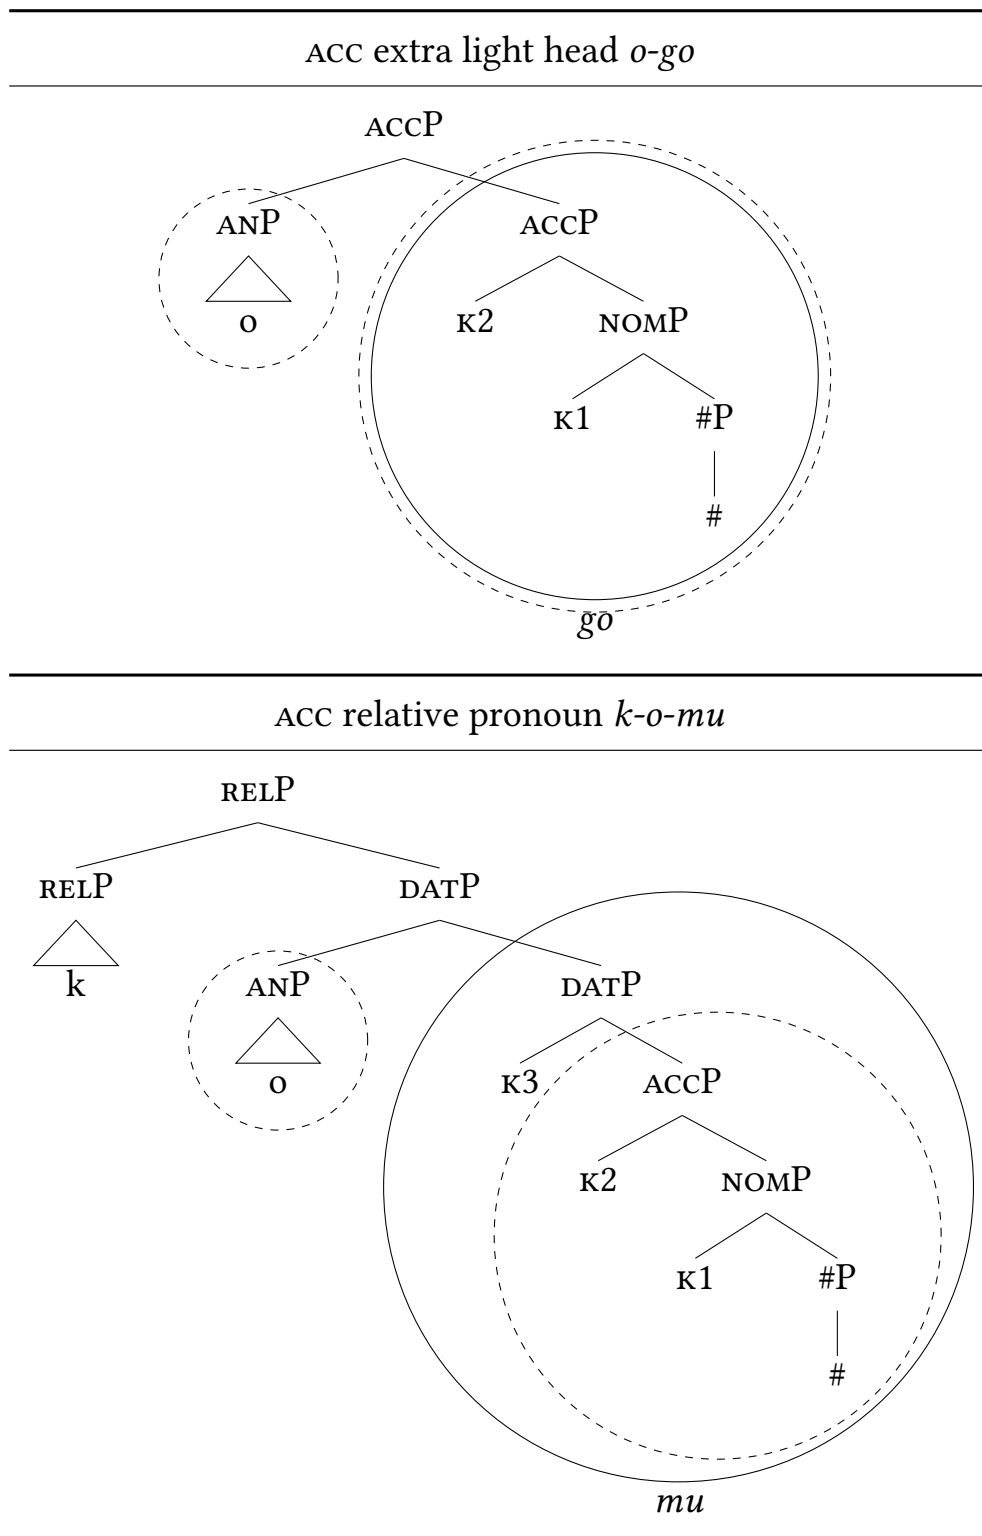 ACC extra light head o-go
ACCP
ANP ACCP
o K2 NOMP
K1 #P
#
go
ACC relative pronoun k-o-mu
RELP
RELP DATP
k ANP DATP
o K3 ACCP
K2 NOMP
K1 #P
#
mu